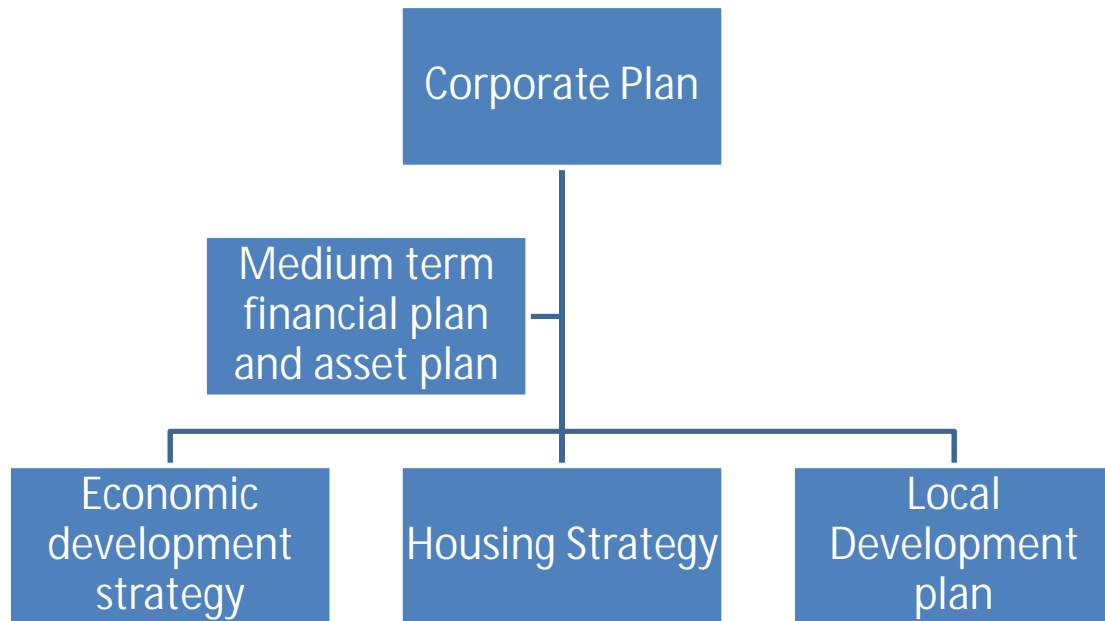 Corporate Plan
Medium term
financial plan
and asset plan
Economic
development
strategy
Housing Strategy
Local
Development
plan